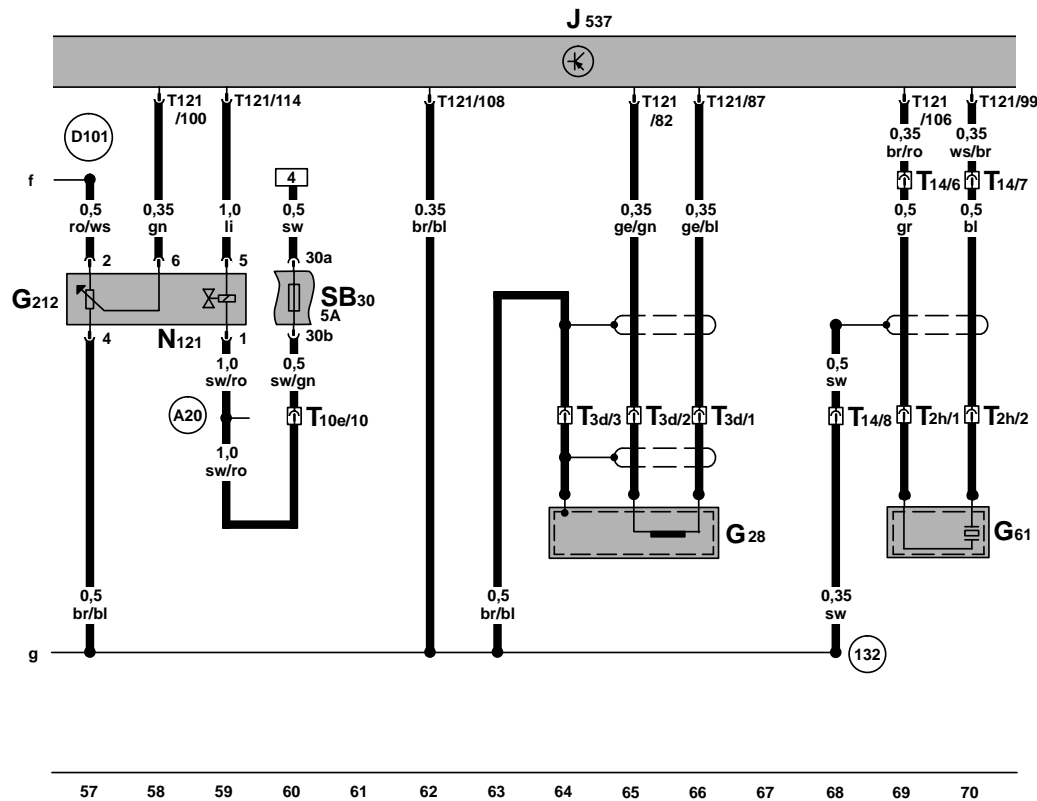 J 537
T121 /100
T121/114
T121/108
T121 /82
T121/87
T121 /106
T121/99
D101
f
4
0,35 br/ro
0,35 ws/br
T14/6
T14/7
0,5 ro/ws
0,35 gn
1,0 li
0,5 sw
0.35 br/bl
0,35 ge/gn
0,35 ge/bl
0,5 gr
0,5 bl
2
6
5
30a
G212
SB30
5A
N121
4
1
30b
1,0 sw/ro
0,5 sw/gn
0,5 sw
A20
T10e/10
T3d/3
T3d/2
T3d/1
T14/8
T2h/1
T2h/2
1,0 sw/ro
G28
G61
0,5 br/bl
0,5 br/bl
0,35 sw
g
132
57 58 59 60 61 62 63 64 65 66 67 68 69 70